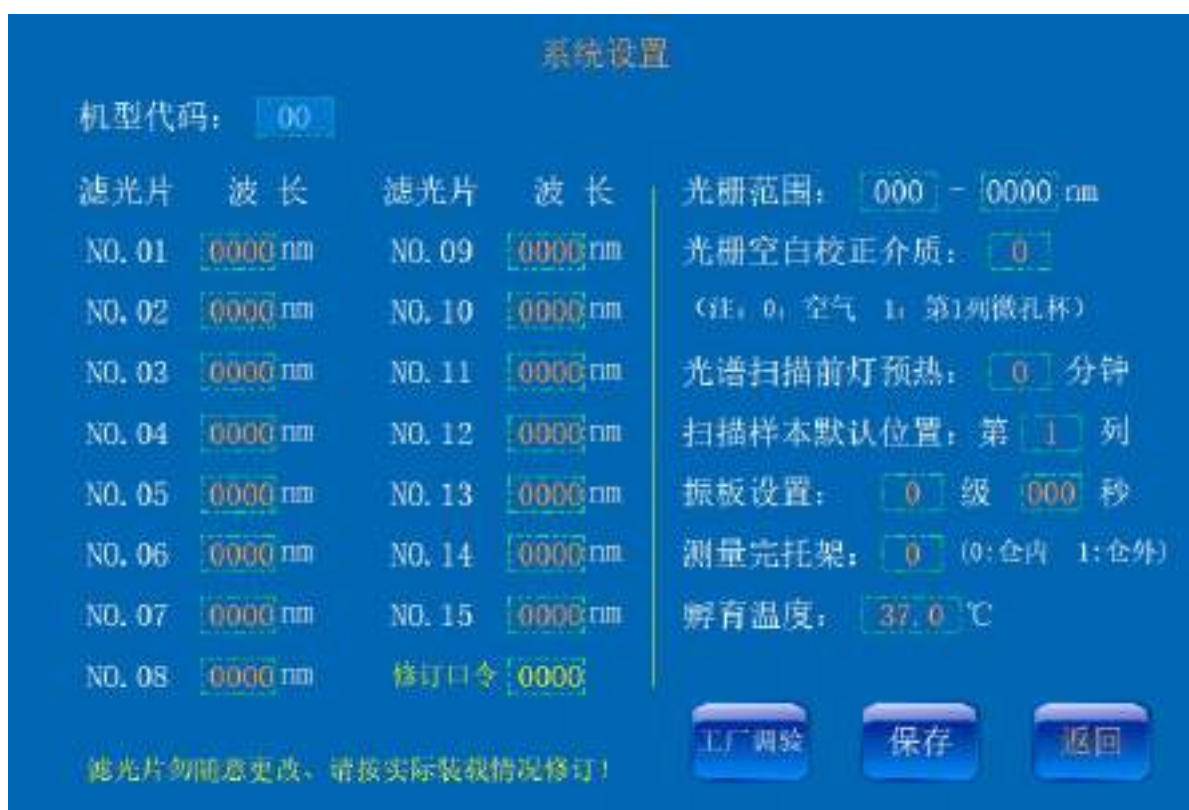 系统设置
机型代码： 00
滤光片 波 长 滤光片 波 长 光栅范围： 000 - 0000 nm
NO.01 0000 nm NO.09 0000 nm 光栅空白校正介质： 0
NO.02 0000 nm NO.10 0000 nm （注：0：空气 1：第1列微孔杯）
NO.03 0000 nm NO.11 0000 nm 光谱扫描前灯预热： 0 分钟
NO.04 0000 nm NO.12 0000 nm 扫描样本默认位置：第 1 列
NO.05 0000 nm NO.13 0000 nm 振板设置： 0 级 000 秒
NO.06 0000 nm NO.14 0000 nm 测量完托架： 0 (0:仓内 1:仓外)
NO.07 0000 nm NO.15 0000 nm 孵育温度： 37.0 ℃
NO.08 0000 nm 修订口令 0000
工厂调验 保存 返回
滤光片勿随意更改、请按实际装载情况修订！